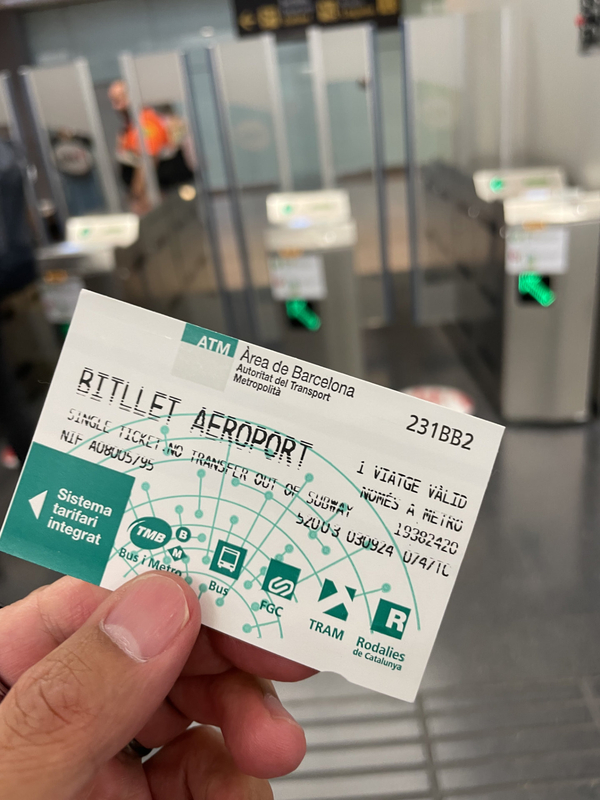 ATM
Àrea de Barcelona
Autoritat del Transport
Metropolità
231BB2
BITLLET AEROPORT
1 VIATGE VÀLID
SINGLE TICKET-NO TRANSFER OUT OF SUBWAY
NOMÉS A METRO
NIF A08005795
19382420
52003 030924
Sistema
tarifari
integrat
TMB
B
M
Bus i Metro
Bus
FGC
TRAM
R
Rodalies
de Catalunya